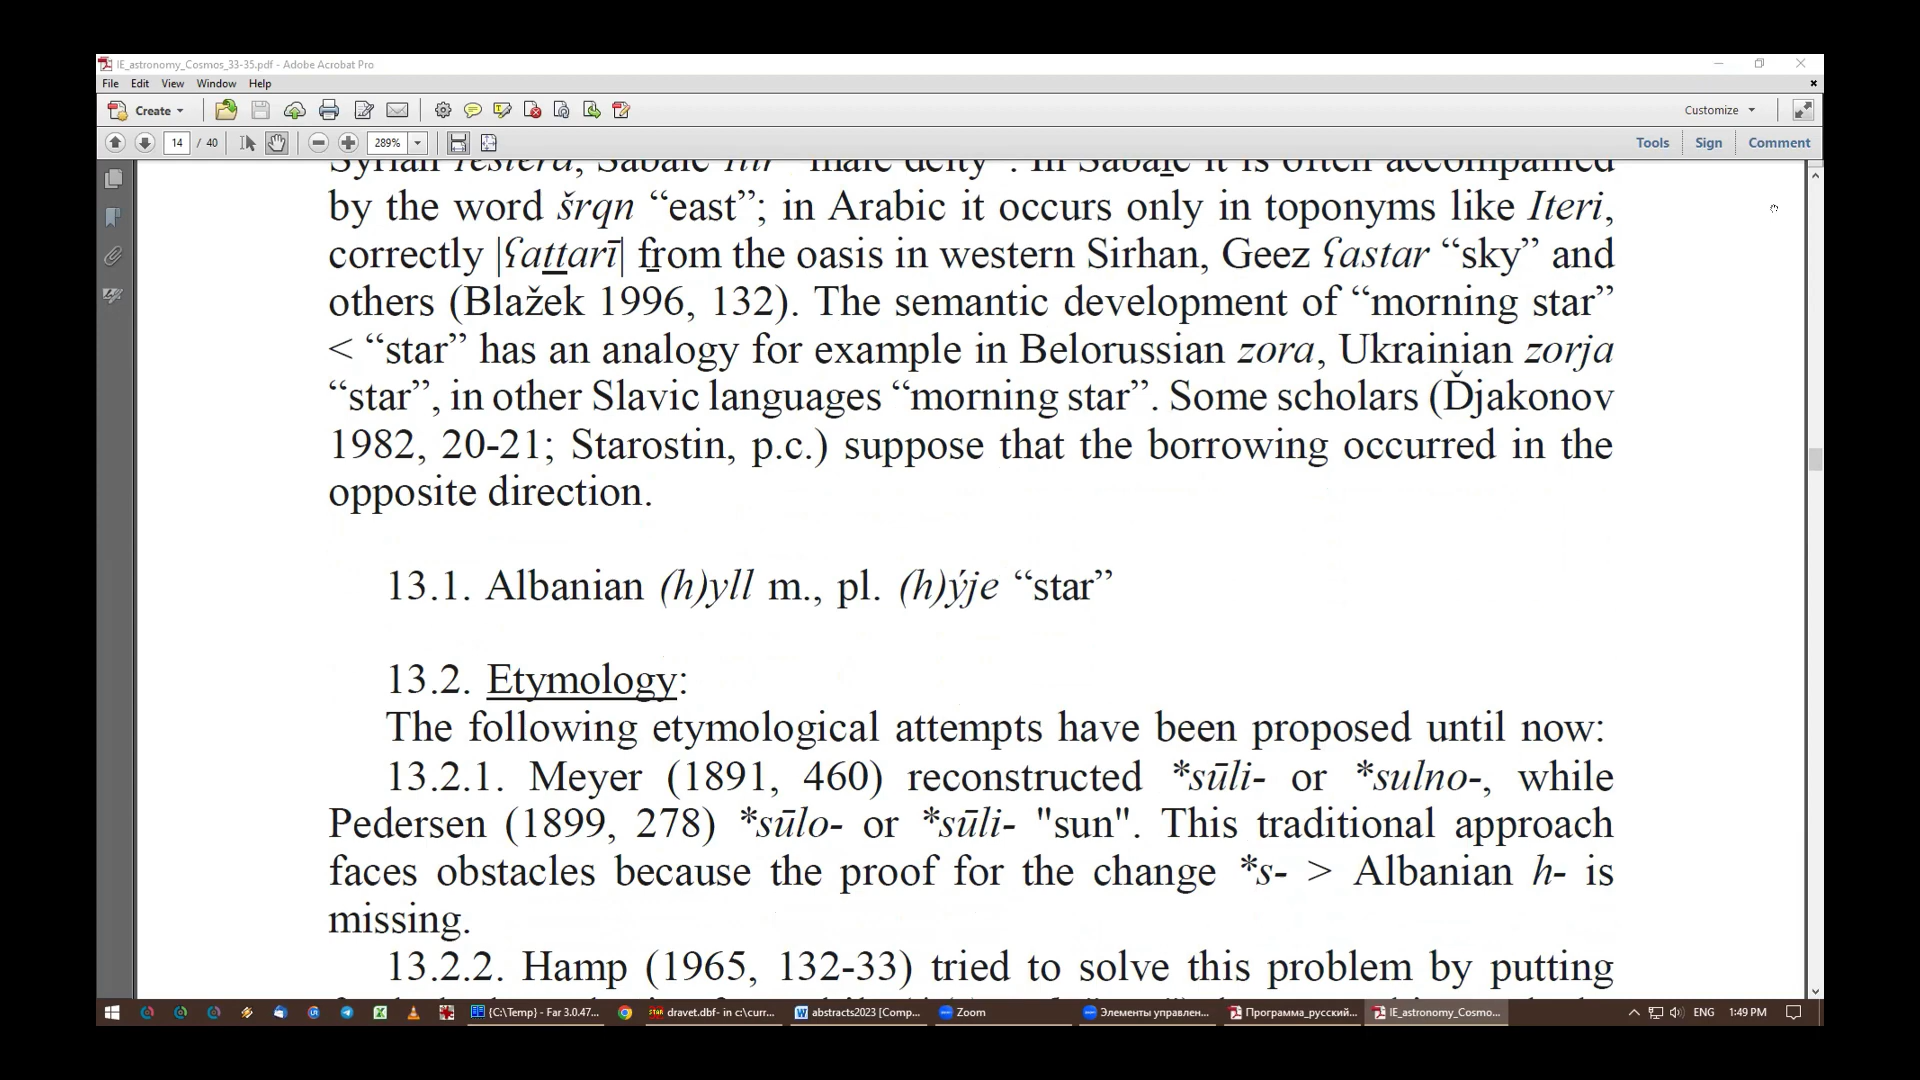 IE_astronomy_Cosmos_33-35.pdf - Adobe Acrobat Pro
File Edit View Window Help
Create Customize
14 / 40 289% Tools Sign Comment
by the word šrqn “east”; in Arabic it occurs only in toponyms like Iteri,
correctly |ʕattarī| from the oasis in western Sirhan, Geez ʕastar “sky” and
others (Blažek 1996, 132). The semantic development of “morning star”
< “star” has an analogy for example in Belorussian zora, Ukrainian zorja
“star”, in other Slavic languages “morning star”. Some scholars (Ďjakonov
1982, 20-21; Starostin, p.c.) suppose that the borrowing occurred in the
opposite direction.
13.1. Albanian (h)yll m., pl. (h)ýje “star”
13.2. Etymology:
The following etymological attempts have been proposed until now:
13.2.1. Meyer (1891, 460) reconstructed *sūli- or *sulno-, while
Pedersen (1899, 278) *sūlo- or *sūli- "sun". This traditional approach
faces obstacles because the proof for the change *s- > Albanian h- is
missing.
13.2.2. Hamp (1965, 132-33) tried to solve this problem by putting
{C:\Temp} - Far 3.0.47... dravet.dbf- in c:\curr... abstracts2023 [Comp... Zoom Элементы управлен... Программа_русский... IE_astronomy_Cosmo... ENG 1:49 PM